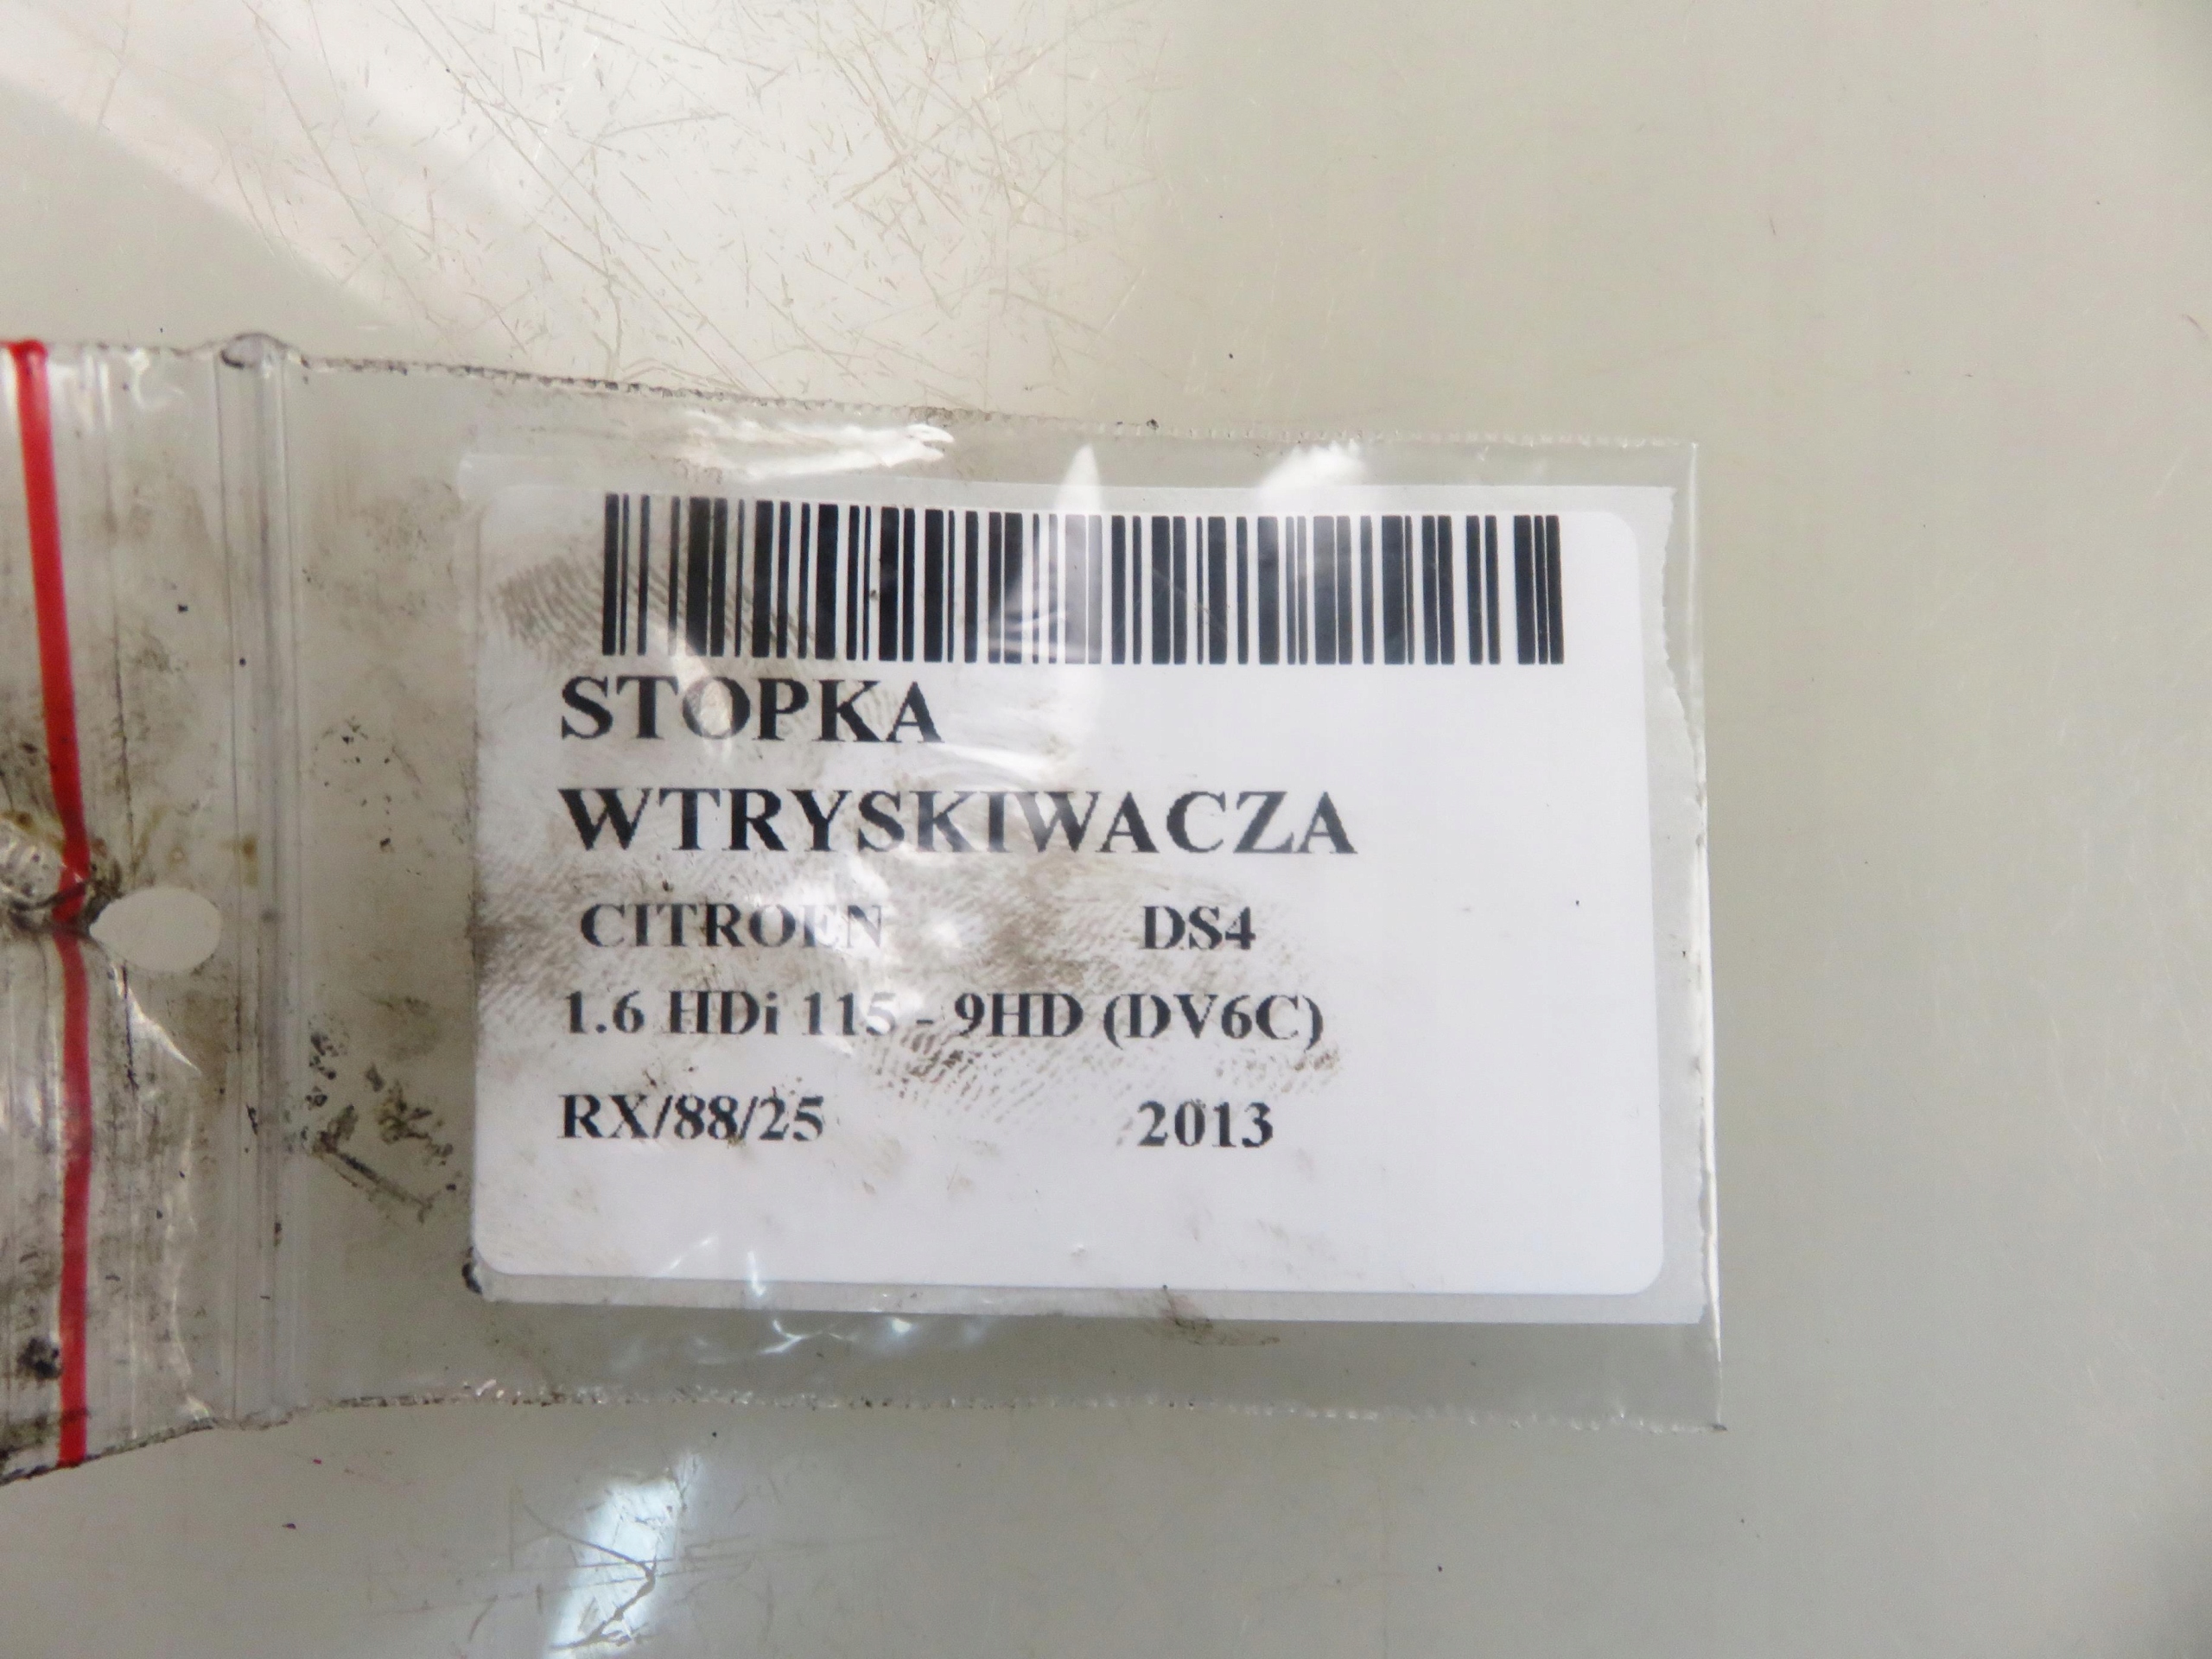 STOPKA
WTRYSKIWACZA
CITROEN DS4
1.6 HDi 115 - 9HD (DV6C)
RX/88/25 2013